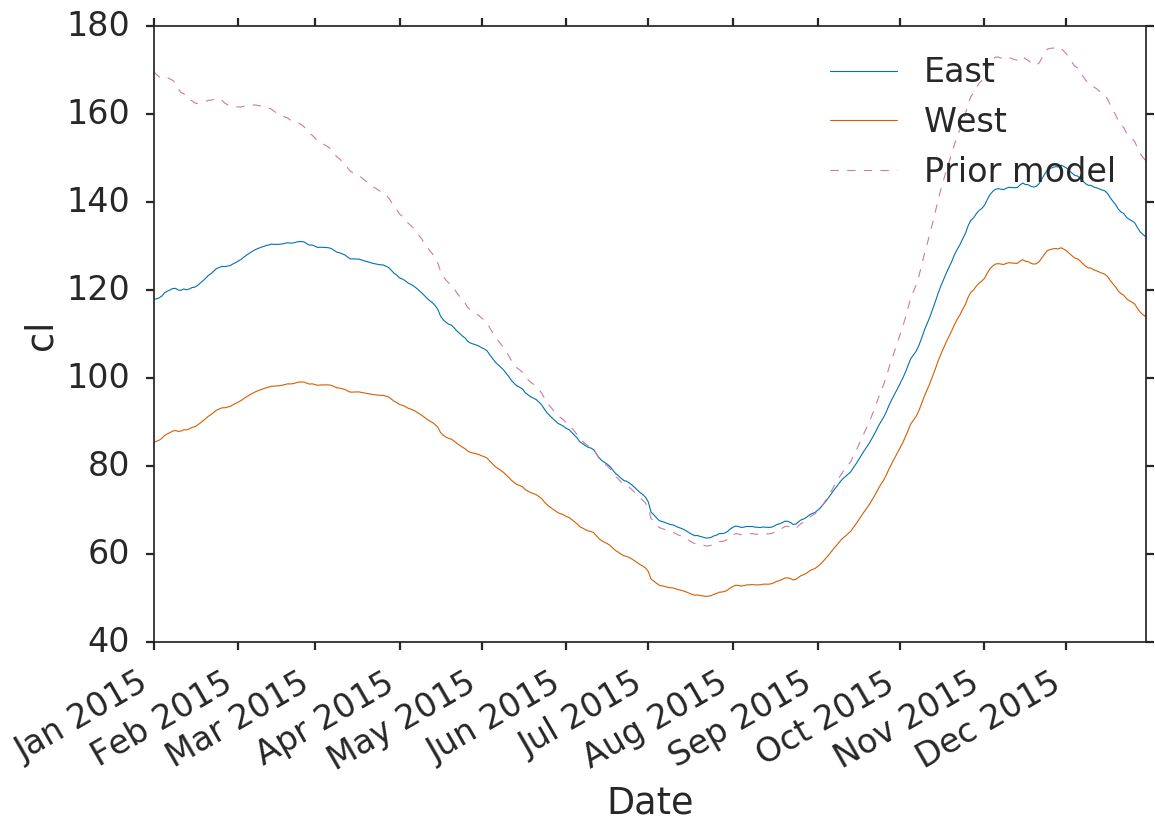 180
160
140
120
100
80
60
40
cl
East
West
Prior model
Jan 2015
Feb 2015
Mar 2015
Apr 2015
May 2015
Jun 2015
Jul 2015
Aug 2015
Sep 2015
Oct 2015
Nov 2015
Dec 2015
Date